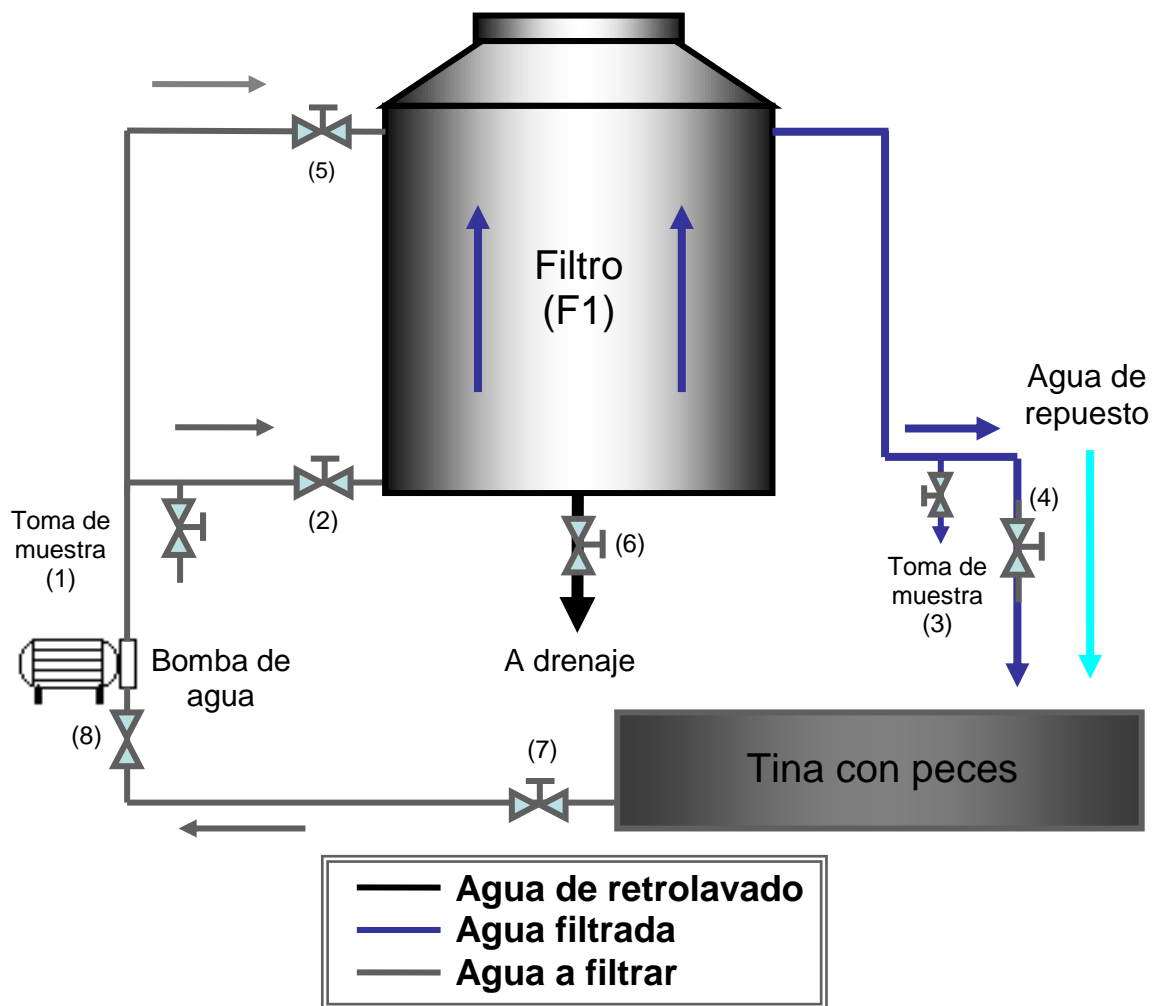 (5)
Filtro
(F1)
Agua de
repuesto
(2)
Toma de
muestra
(1)
(6)
(4)
Toma de
muestra
(3)
Bomba de
agua
A drenaje
(8)
(7)
Tina con peces
Agua de retrolavado
Agua filtrada
Agua a filtrar